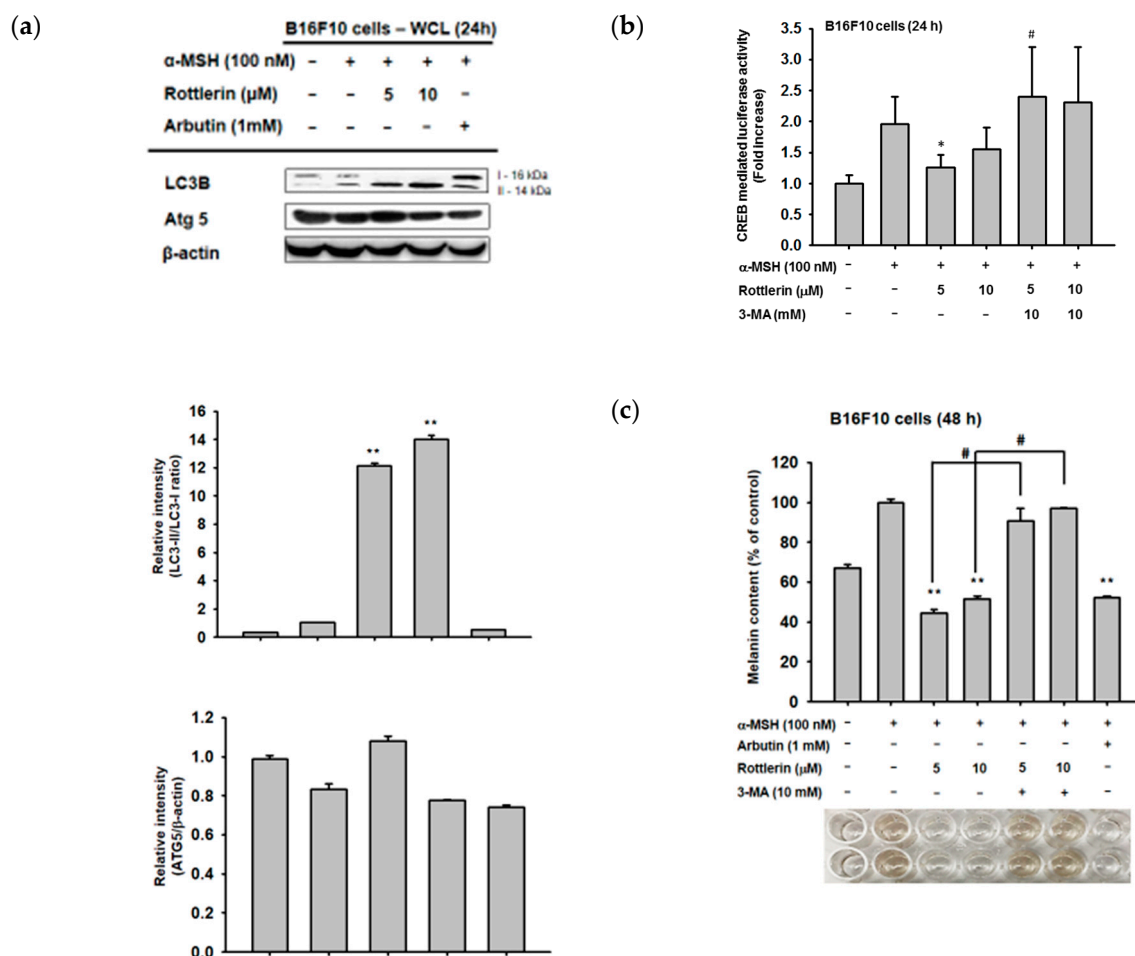 (a)
B16F10 cells – WCL (24h)
α-MSH (100 nM) – + + + +
Rottlerin (μM) – – 5 10 –
Arbutin (1mM) – – – – +
LC3B
I - 16 kDa
II - 14 kDa
Atg 5
β-actin
16
14
12
10
8
6
4
2
0
Relative intensity
(LC3-II/LC3-I ratio)
** **
1.2
1.0
0.8
0.6
0.4
0.2
0.0
Relative intensity
(ATG5/β-actin)
(b)
B16F10 cells (24 h)
3.5
3.0
2.5
2.0
1.5
1.0
0.5
0.0
CREB mediated luciferase activity
(Fold increase)
* #
α-MSH (100 nM) – + + + + +
Rottlerin (μM) – – 5 10 5 10
3-MA (mM) – – – – 10 10
(c)
B16F10 cells (48 h)
120
100
80
60
40
20
0
Melanin content (% of control)
# #
** ** **
α-MSH (100 nM) – + + + + + +
Arbutin (1 mM) – – – – – – +
Rottlerin (μM) – – 5 10 5 10 –
3-MA (10 mM) – – – – + + –